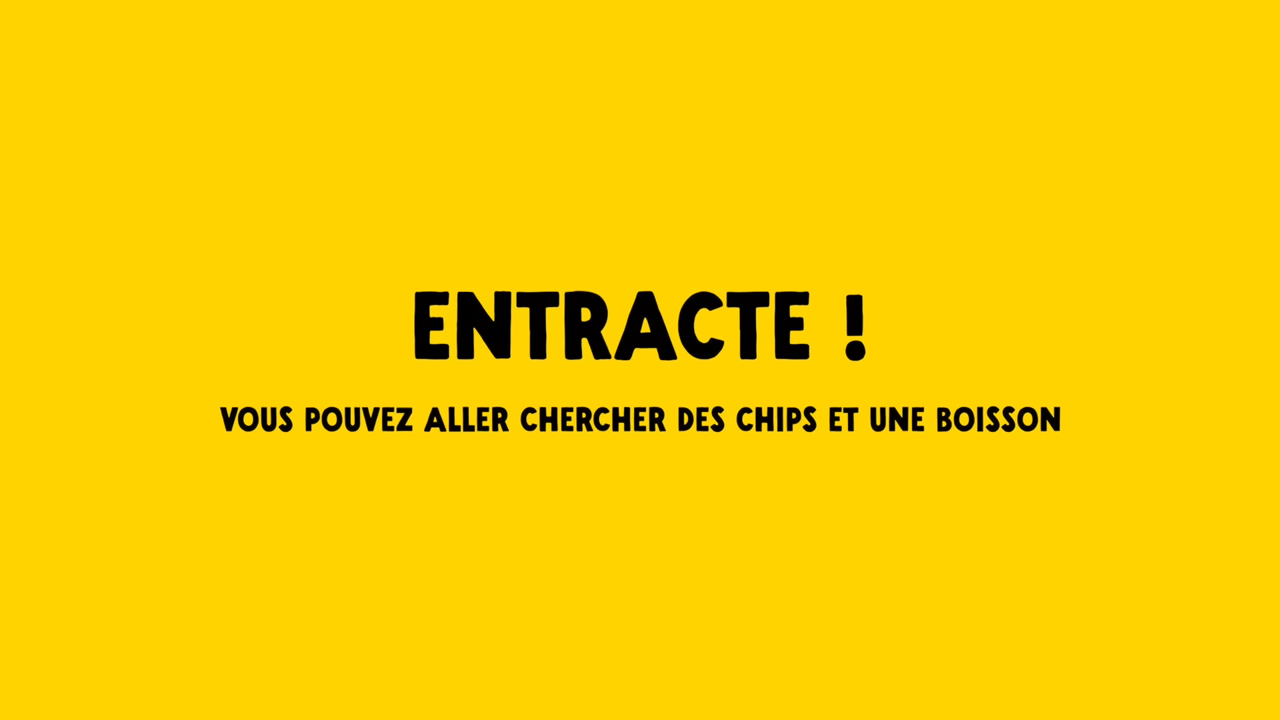 ENTRACTE !
VOUS POUVEZ ALLER CHERCHER DES CHIPS ET UNE BOISSON